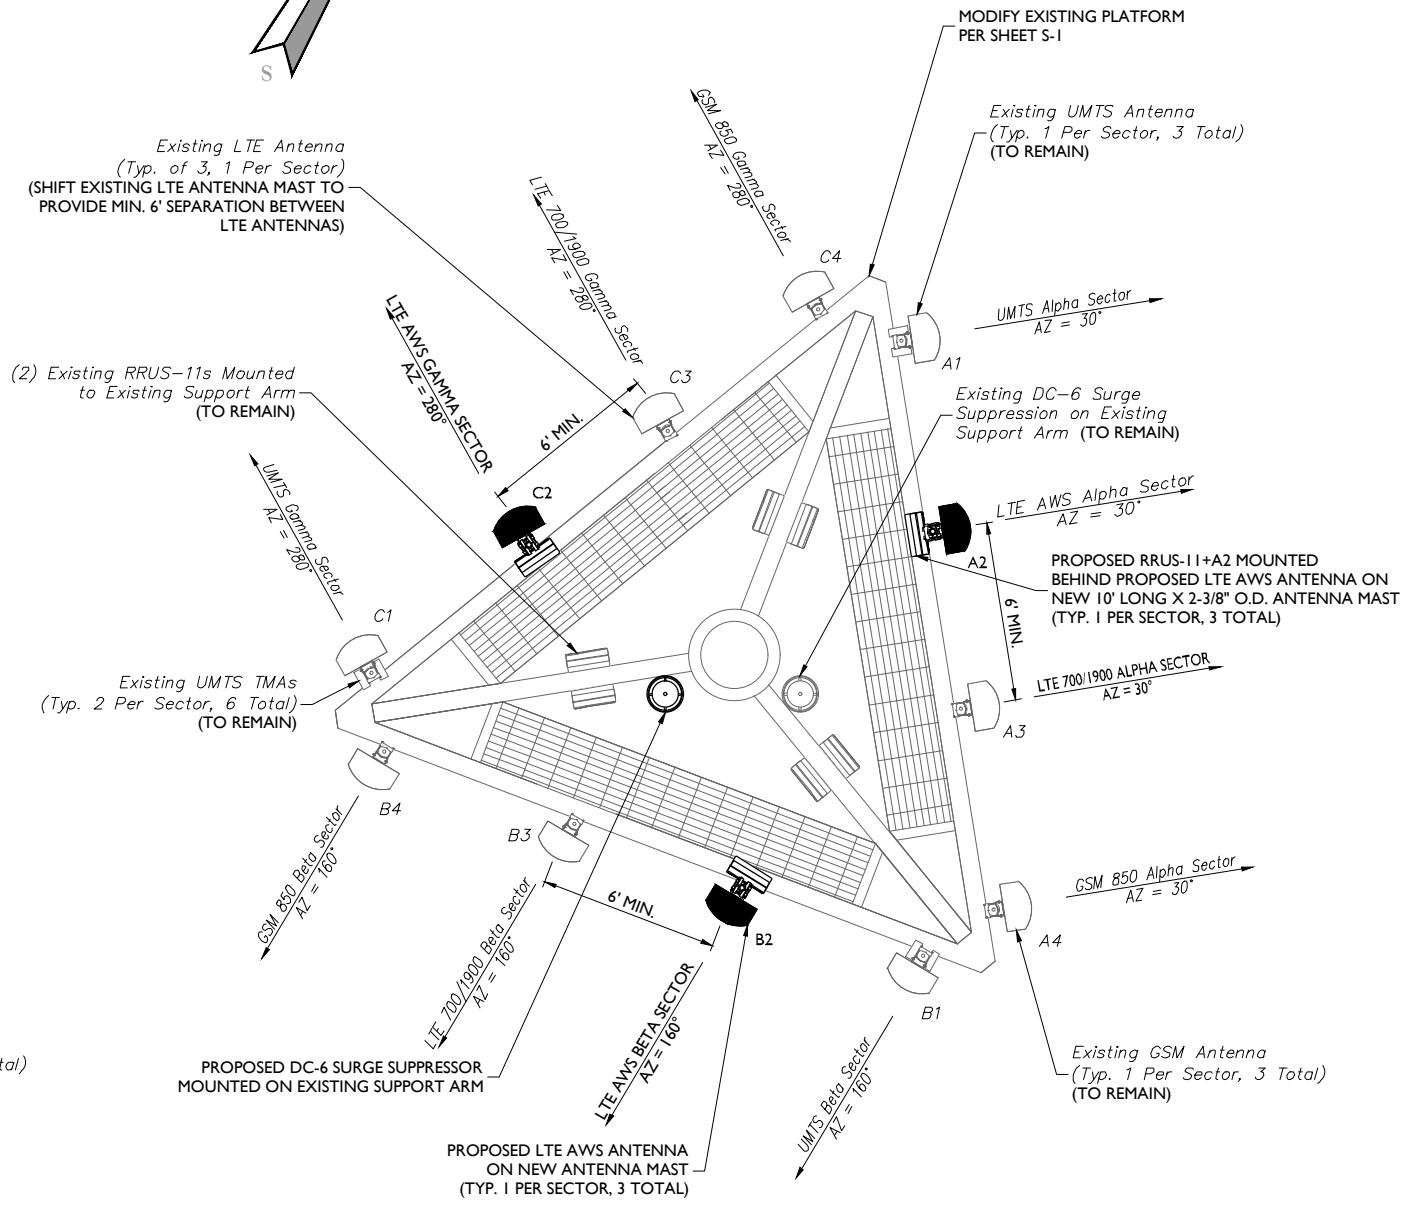 MODIFY EXISTING PLATFORM
PER SHEET S-1
S
Existing UMTS Antenna
(Typ. 1 Per Sector, 3 Total)
(TO REMAIN)
Existing LTE Antenna
(Typ. of 3, 1 Per Sector)
(SHIFT EXISTING LTE ANTENNA MAST TO
PROVIDE MIN. 6' SEPARATION BETWEEN
LTE ANTENNAS)
GSM 850 Gamma Sector
AZ = 280°
LTE 700/1900 Gamma Sector
AZ = 280°
C4
UMTS Alpha Sector
AZ = 30°
A1
LTE AWS GAMMA SECTOR
AZ = 280°
(2) Existing RRUS-11s Mounted
to Existing Support Arm
(TO REMAIN)
C3
6' MIN.
Existing DC-6 Surge
Suppression on Existing
Support Arm (TO REMAIN)
UMTS Gamma Sector
AZ = 280°
C2
LTE AWS Alpha Sector
AZ = 30°
A2
PROPOSED RRUS-11+A2 MOUNTED
BEHIND PROPOSED LTE AWS ANTENNA ON
NEW 10' LONG X 2-3/8" O.D. ANTENNA MAST
(TYP. 1 PER SECTOR, 3 TOTAL)
6' MIN.
C1
LTE 700/1900 ALPHA SECTOR
AZ = 30°
Existing UMTS TMAs
(Typ. 2 Per Sector, 6 Total)
(TO REMAIN)
A3
B4
B3
GSM 850 Beta Sector
AZ = 160°
GSM 850 Alpha Sector
AZ = 30°
6' MIN.
A4
B2
LTE 700/1900 Beta Sector
AZ = 160°
LTE AWS BETA SECTOR
AZ = 160°
B1
UMTS Beta Sector
AZ = 160°
tal)
PROPOSED DC-6 SURGE SUPPRESSOR
MOUNTED ON EXISTING SUPPORT ARM
Existing GSM Antenna
(Typ. 1 Per Sector, 3 Total)
(TO REMAIN)
PROPOSED LTE AWS ANTENNA
ON NEW ANTENNA MAST
(TYP. 1 PER SECTOR, 3 TOTAL)